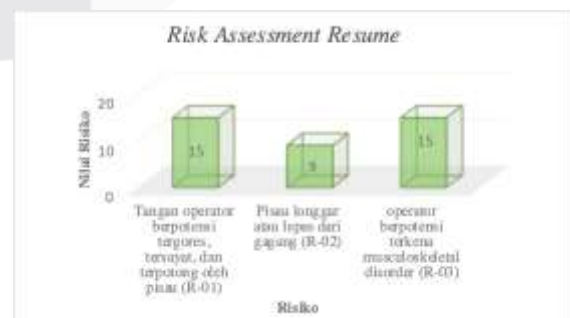 Risk Assessment Resume
Nilai Risiko
20
10
0
15
9
15
Tangan operator
berpotensi
tergores,
tersayat, dan
terpotong oleh
pisau (R-01)
Pisau longgar
atau lepas dari
gagang (R-02)
operator
berpotensi
terkena
musculoskeletal
disorder (R-03)
Risiko